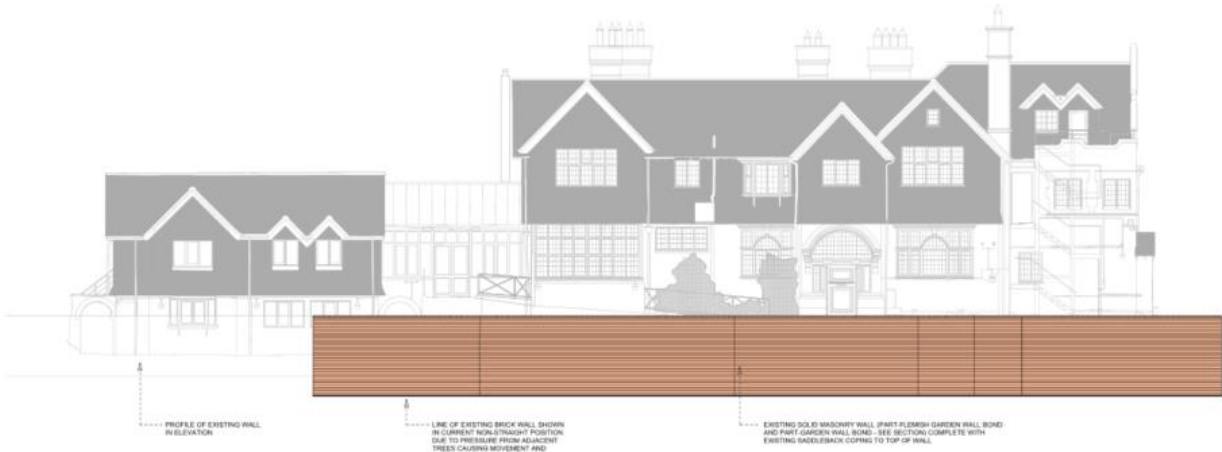 PROFILE OF EXISTING WALL
IN ELEVATION
LINE OF EXISTING BRICK WALL SHOWN
IN CURRENT NON-STRAIGHT POSITION
DUE TO PRESSURE FROM ADJACENT
TREES CAUSING MOVEMENT AND
EXISTING SOLID MASONRY WALL (PART-FLEMISH GARDEN WALL BOND
AND PART-GARDEN WALL BOND - SEE SECTION) COMPLETE WITH
EXISTING SADDLEBACK COPING TO TOP OF WALL